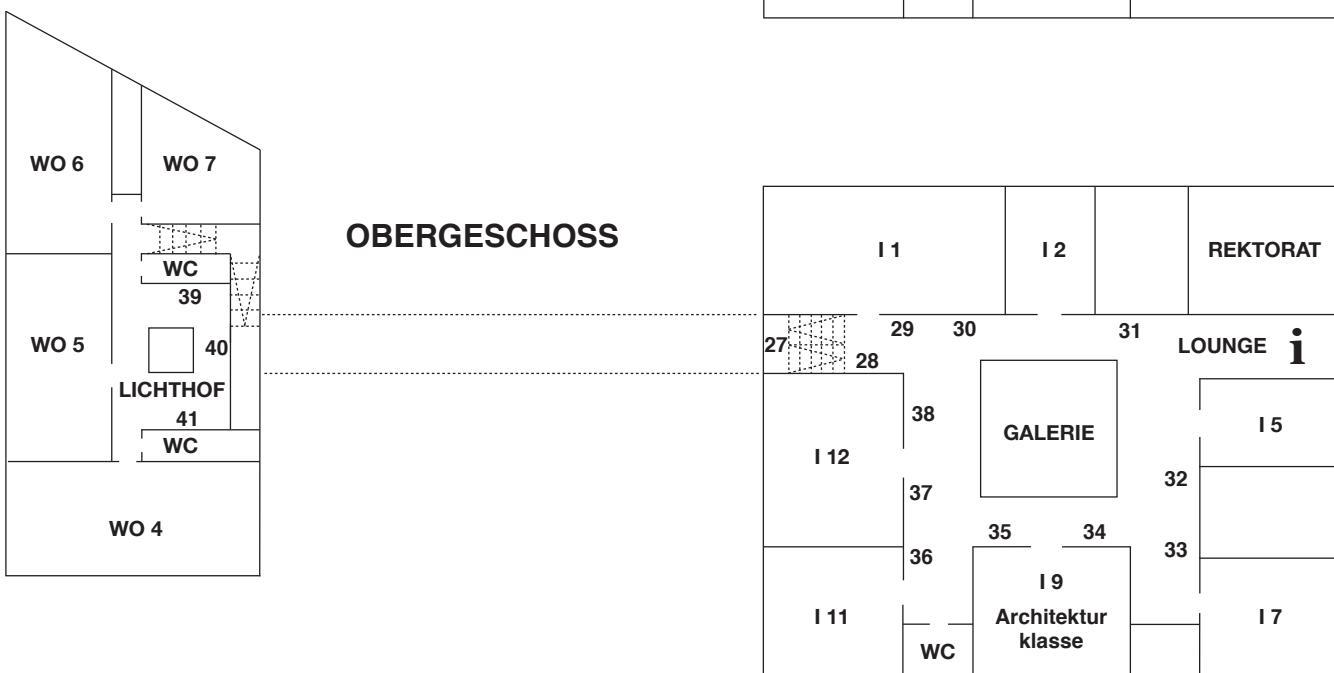 WO 6
WO 7
OBERGESCHOSS
WC
39
WO 5
40
LICHTHOF
41
WC
WO 4
I 1
I 2
REKTORAT
27
28
29
30
31
LOUNGE i
38
GALERIE
I 5
I 12
37
32
35
34
33
36
I 9
Architektur
klasse
I 11
WC
I 7